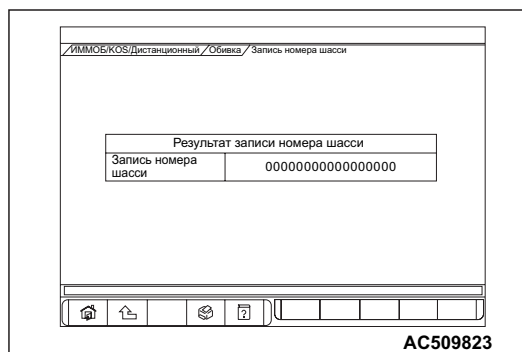 ИММОБ/KOS/Дистанционный / Обивка / Запись номера шасси
Результат записи номера шасси
Запись номера
шасси
00000000000000000
?
AC509823